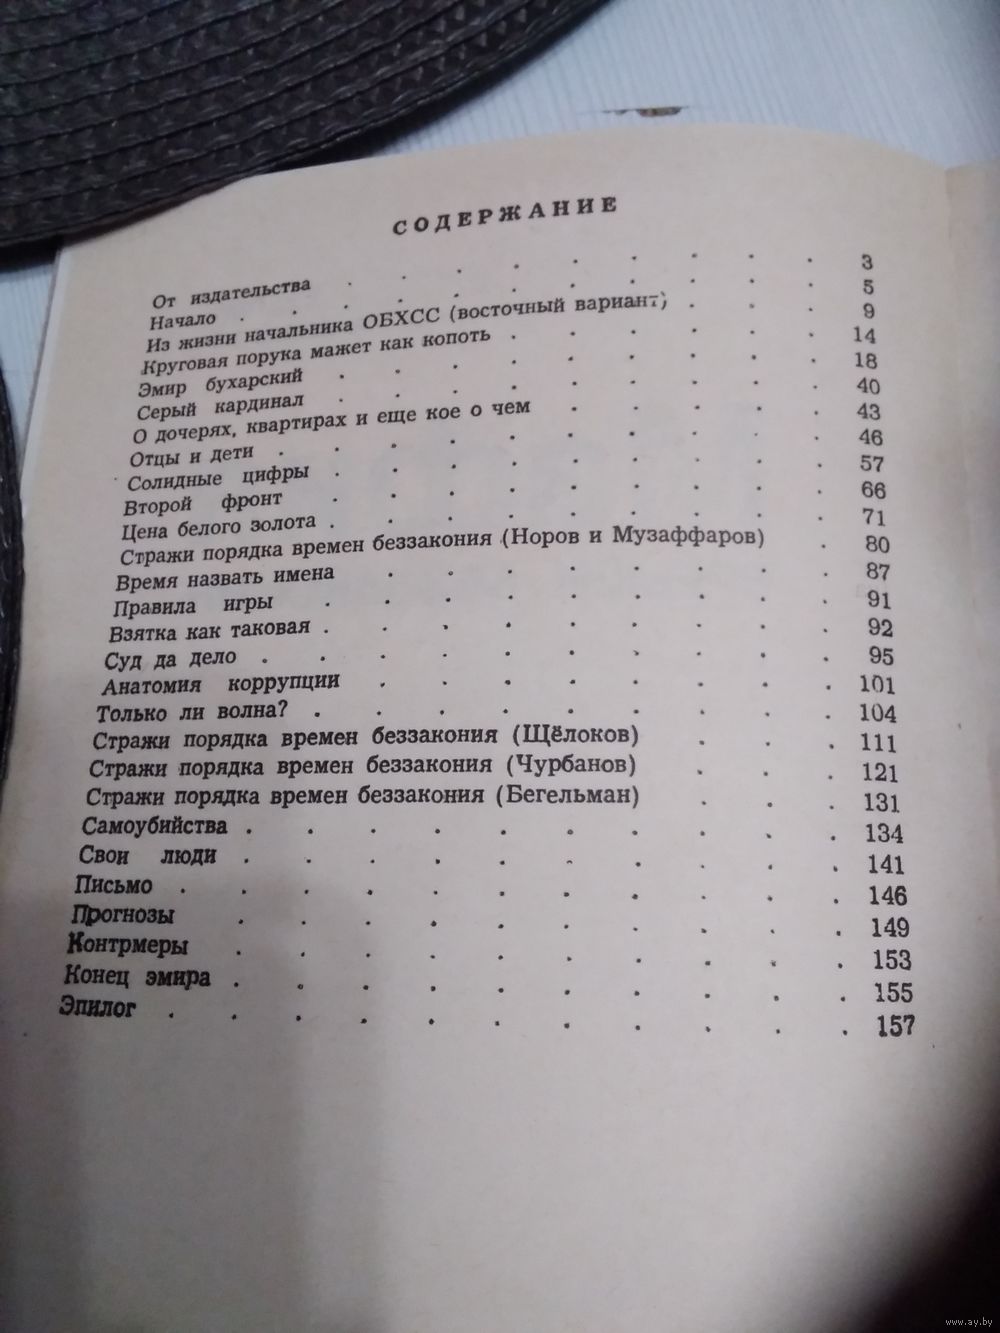 СОДЕРЖАНИЕ
От издательства . . . . . . . . . 3
Начало . . . . . . . . . . 5
Из жизни начальника ОБХСС (восточный вариант) . . . 9
Круговая порука мажет как копоть . . . . . . 14
Эмир бухарский . . . . . . . . . 18
Серый кардинал . . . . . . . . . 40
О дочерях, квартирах и еще кое о чем . . . . . 43
Отцы и дети . . . . . . . . . . 46
Солидные цифры . . . . . . . . . 57
Второй фронт . . . . . . . . . 66
Цена белого золота . . . . . . . . . 71
Стражи порядка времен беззакония (Норов и Музаффаров) . 80
Время назвать имена . . . . . . . . 87
Правила игры . . . . . . . . . 91
Взятка как таковая . . . . . . . . . 92
Суд да дело . . . . . . . . . . 95
Анатомия коррупции . . . . . . . . 101
Только ли волна? . . . . . . . . . 104
Стражи порядка времен беззакония (Щёлоков) . . . 111
Стражи порядка времен беззакония (Чурбанов) . . . 121
Стражи порядка времен беззакония (Бегельман) . . . 131
Самоубийства . . . . . . . . . . 134
Свои люди . . . . . . . . . . 141
Письмо . . . . . . . . . . . 146
Прогнозы . . . . . . . . . . 149
Контрмеры . . . . . . . . . . 153
Конец эмира . . . . . . . . . . 155
Эпилог . . . . . . . . . . . 157
www.ay.by